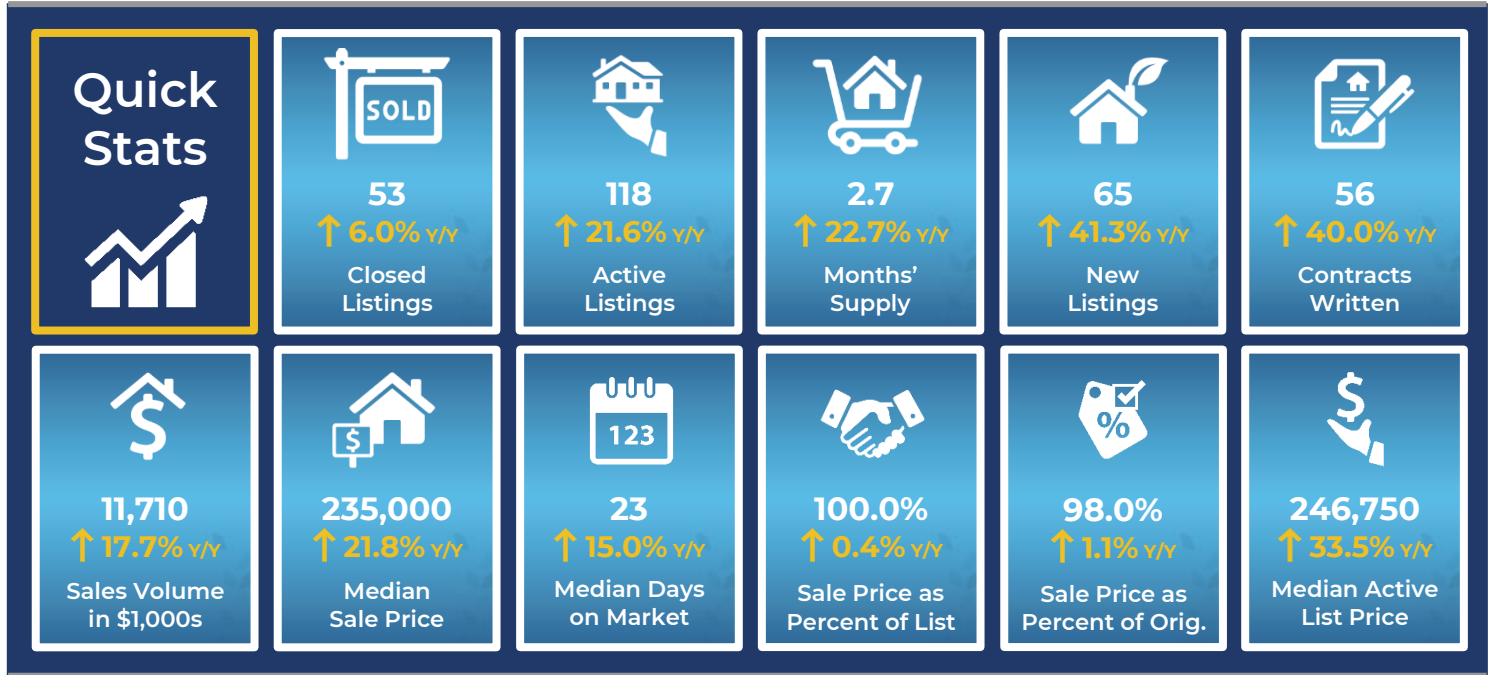 Quick
Stats
SOLD
53
↑ 6.0% Y/Y
Closed
Listings
118
↑ 21.6% Y/Y
Active
Listings
2.7
↑ 22.7% Y/Y
Months’
Supply
65
↑ 41.3% Y/Y
New
Listings
56
↑ 40.0% Y/Y
Contracts
Written
$
11,710
↑ 17.7% Y/Y
Sales Volume
in $1,000s
$
235,000
↑ 21.8% Y/Y
Median
Sale Price
123
23
↑ 15.0% Y/Y
Median Days
on Market
100.0%
↑ 0.4% Y/Y
Sale Price as
Percent of List
%
98.0%
↑ 1.1% Y/Y
Sale Price as
Percent of Orig.
$
246,750
↑ 33.5% Y/Y
Median Active
List Price